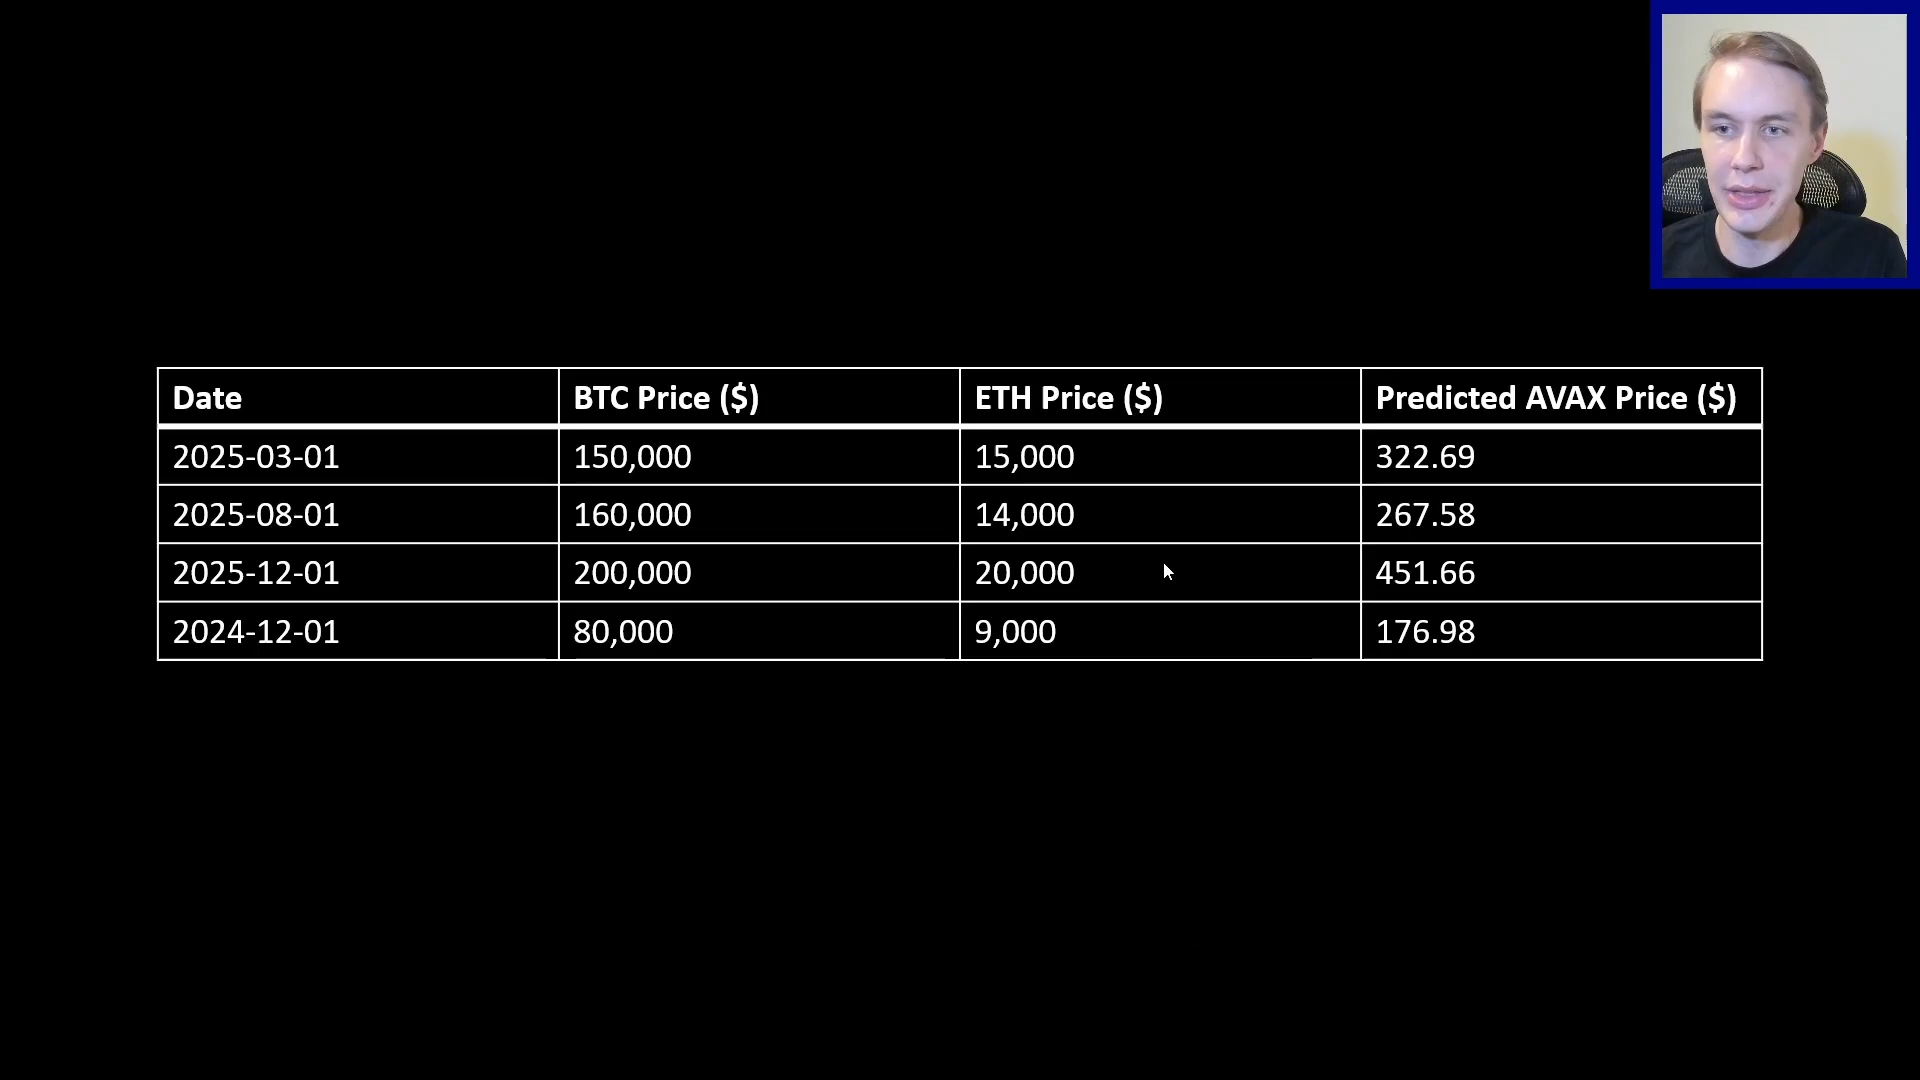 Date BTC Price ($) ETH Price ($) Predicted AVAX Price ($)
2025-03-01 150,000 15,000 322.69
2025-08-01 160,000 14,000 267.58
2025-12-01 200,000 20,000 451.66
2024-12-01 80,000 9,000 176.98